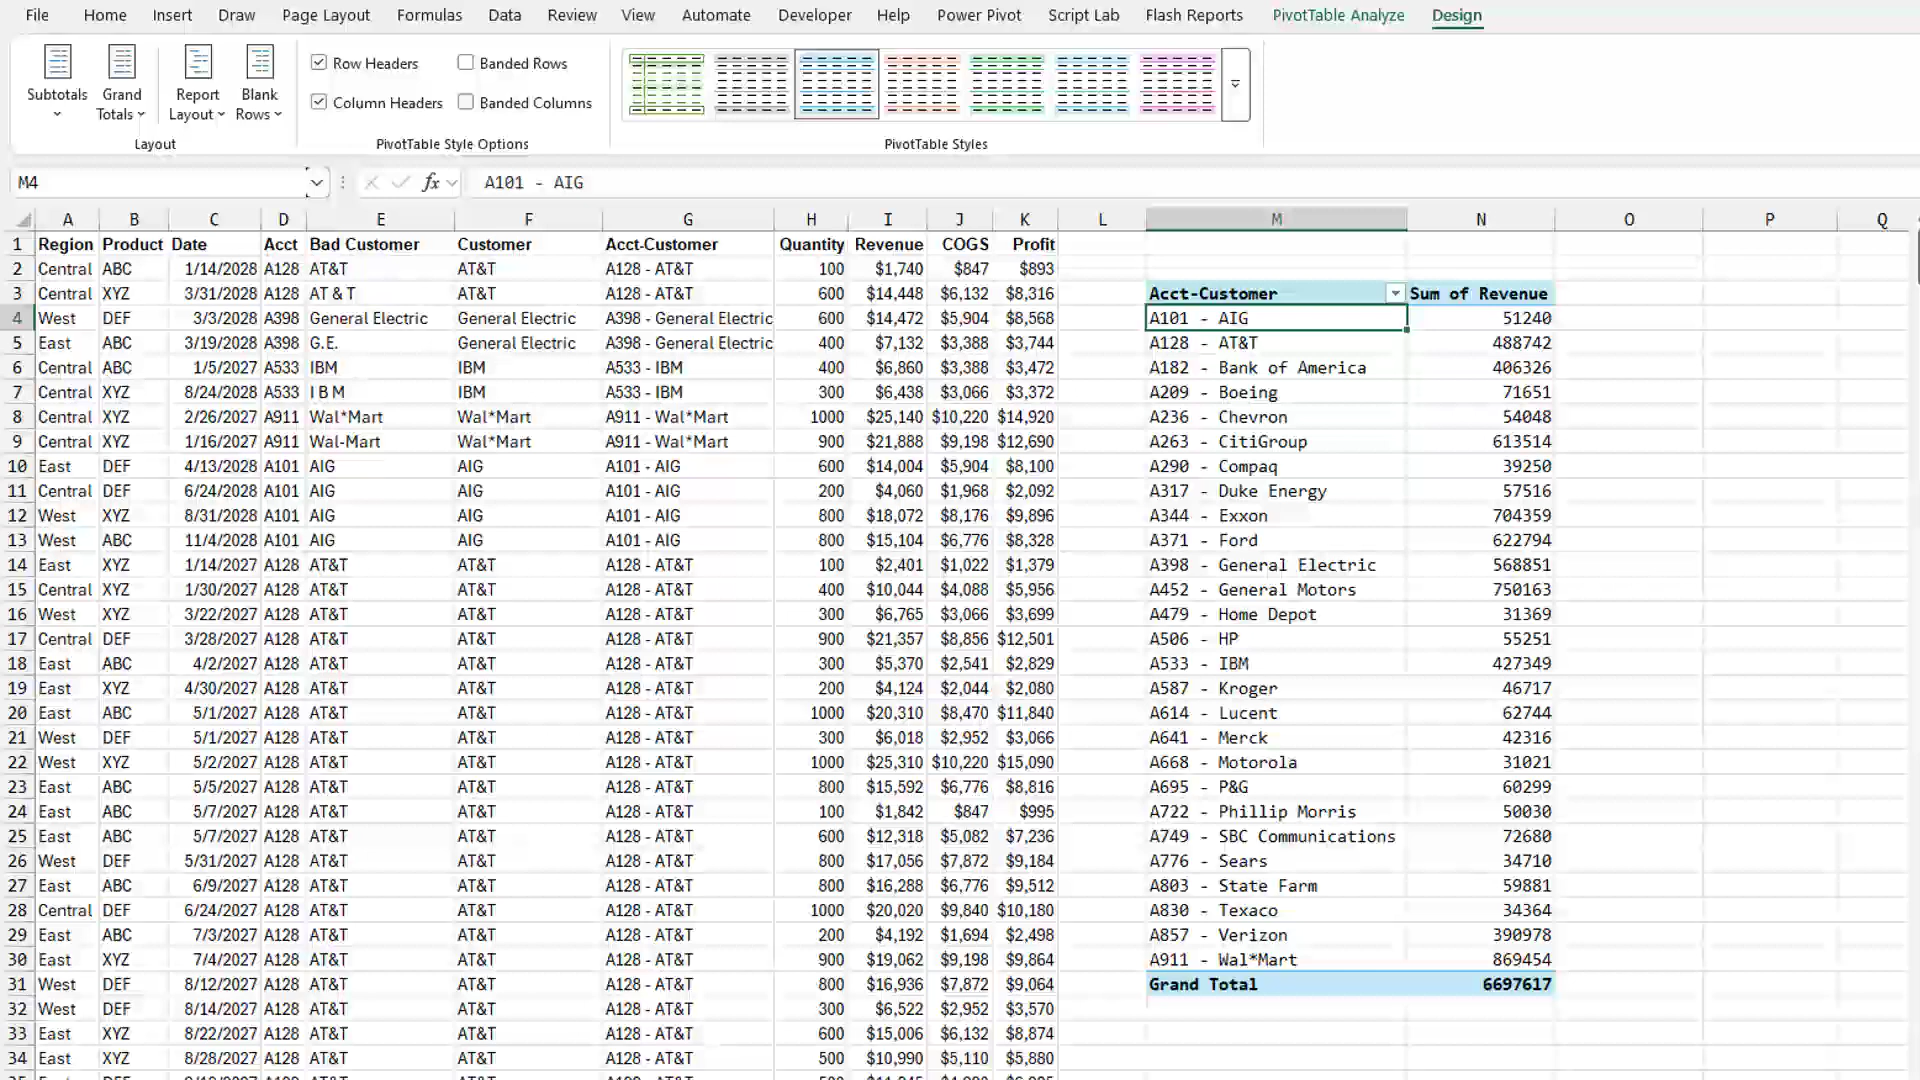 File Home Insert Draw Page Layout Formulas Data Review View Automate Developer Help Power Pivot Script Lab Flash Reports PivotTable Analyze Design
Subtotals Grand Totals Report Layout Blank Rows
Row Headers Banded Rows
Column Headers Banded Columns
Layout PivotTable Style Options PivotTable Styles
M4 fx A101 - AIG
A B C D E F G H I J K L M N O P Q
1 Region Product Date Acct Bad Customer Customer Acct-Customer Quantity Revenue COGS Profit
2 Central ABC 1/14/2028 A128 AT&T AT&T A128 - AT&T 100 $1,740 $847 $893
3 Central XYZ 3/31/2028 A128 AT & T AT&T A128 - AT&T 600 $14,448 $6,132 $8,316 Acct-Customer Sum of Revenue
4 West DEF 3/3/2028 A398 General Electric General Electric A398 - General Electric 600 $14,472 $5,904 $8,568 A101 - AIG 51240
5 East ABC 3/19/2028 A398 G.E. General Electric A398 - General Electric 400 $7,132 $3,388 $3,744 A128 - AT&T 488742
6 Central ABC 1/5/2027 A533 IBM IBM A533 - IBM 400 $6,860 $3,388 $3,472 A182 - Bank of America 406326
7 Central XYZ 8/24/2028 A533 I B M IBM A533 - IBM 300 $6,438 $3,066 $3,372 A209 - Boeing 71651
8 Central XYZ 2/26/2027 A911 Wal*Mart Wal*Mart A911 - Wal*Mart 1000 $25,140 $10,220 $14,920 A236 - Chevron 54048
9 Central XYZ 1/16/2027 A911 Wal-Mart Wal*Mart A911 - Wal*Mart 900 $21,888 $9,198 $12,690 A263 - CitiGroup 613514
10 East DEF 4/13/2028 A101 AIG AIG A101 - AIG 600 $14,004 $5,904 $8,100 A290 - Compaq 39250
11 Central DEF 6/24/2028 A101 AIG AIG A101 - AIG 200 $4,060 $1,968 $2,092 A317 - Duke Energy 57516
12 West XYZ 8/31/2028 A101 AIG AIG A101 - AIG 800 $18,072 $8,176 $9,896 A344 - Exxon 704359
13 West ABC 11/4/2028 A101 AIG AIG A101 - AIG 800 $15,104 $6,776 $8,328 A371 - Ford 622794
14 East XYZ 1/14/2027 A128 AT&T AT&T A128 - AT&T 100 $2,401 $1,022 $1,379 A398 - General Electric 568851
15 Central XYZ 1/30/2027 A128 AT&T AT&T A128 - AT&T 400 $10,044 $4,088 $5,956 A452 - General Motors 750163
16 West XYZ 3/22/2027 A128 AT&T AT&T A128 - AT&T 300 $6,765 $3,066 $3,699 A479 - Home Depot 31369
17 Central DEF 3/28/2027 A128 AT&T AT&T A128 - AT&T 900 $21,357 $8,856 $12,501 A506 - HP 55251
18 East ABC 4/2/2027 A128 AT&T AT&T A128 - AT&T 300 $5,370 $2,541 $2,829 A533 - IBM 427349
19 East XYZ 4/30/2027 A128 AT&T AT&T A128 - AT&T 200 $4,124 $2,044 $2,080 A587 - Kroger 46717
20 East ABC 5/1/2027 A128 AT&T AT&T A128 - AT&T 1000 $20,310 $8,470 $11,840 A614 - Lucent 62744
21 West DEF 5/1/2027 A128 AT&T AT&T A128 - AT&T 300 $6,018 $2,952 $3,066 A641 - Merck 42316
22 West XYZ 5/2/2027 A128 AT&T AT&T A128 - AT&T 1000 $25,310 $10,220 $15,090 A668 - Motorola 31021
23 East ABC 5/5/2027 A128 AT&T AT&T A128 - AT&T 800 $15,592 $6,776 $8,816 A695 - P&G 60299
24 East ABC 5/7/2027 A128 AT&T AT&T A128 - AT&T 100 $1,842 $847 $995 A722 - Phillip Morris 50030
25 East ABC 5/7/2027 A128 AT&T AT&T A128 - AT&T 600 $12,318 $5,082 $7,236 A749 - SBC Communications 72680
26 West DEF 5/31/2027 A128 AT&T AT&T A128 - AT&T 800 $17,056 $7,872 $9,184 A776 - Sears 34710
27 East ABC 6/9/2027 A128 AT&T AT&T A128 - AT&T 800 $16,288 $6,776 $9,512 A803 - State Farm 59881
28 Central DEF 6/24/2027 A128 AT&T AT&T A128 - AT&T 1000 $20,020 $9,840 $10,180 A830 - Texaco 34364
29 East ABC 7/3/2027 A128 AT&T AT&T A128 - AT&T 200 $4,192 $1,694 $2,498 A857 - Verizon 390978
30 East XYZ 7/4/2027 A128 AT&T AT&T A128 - AT&T 900 $19,062 $9,198 $9,864 A911 - Wal*Mart 869454
31 West DEF 8/12/2027 A128 AT&T AT&T A128 - AT&T 800 $16,936 $7,872 $9,064 Grand Total 6697617
32 West DEF 8/14/2027 A128 AT&T AT&T A128 - AT&T 300 $6,522 $2,952 $3,570
33 East XYZ 8/22/2027 A128 AT&T AT&T A128 - AT&T 600 $15,006 $6,132 $8,874
34 East XYZ 8/28/2027 A128 AT&T AT&T A128 - AT&T 500 $10,990 $5,110 $5,880